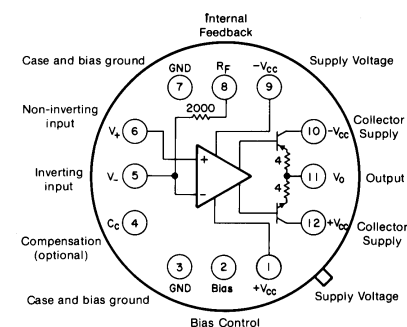 Internal
Feedback
Case and bias ground
Supply Voltage
GND
RF
-Vcc
7
8
9
2000
Non-inverting
input
V+
6
+
10
-Vcc
Collector
Supply
4
Inverting
input
V-
5
-
11
Vo
Output
4
Cc
4
12
+Vcc
Collector
Supply
Compensation
(optional)
3
2
1
GND
Bias
+Vcc
Case and bias ground
Supply Voltage
Bias Control